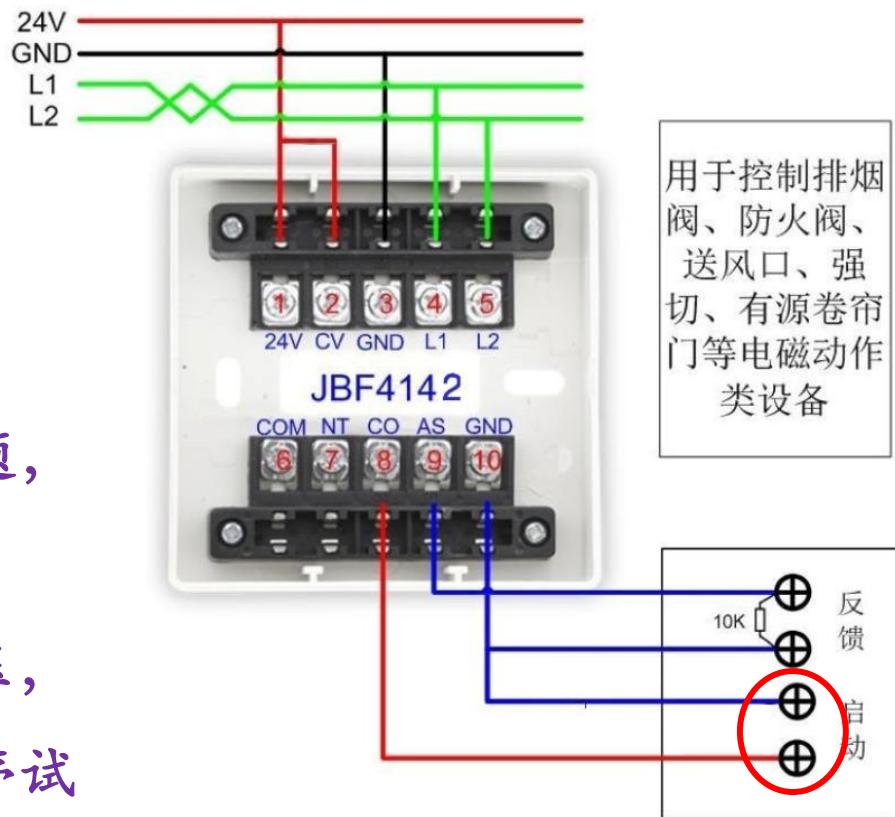 24V
GND
L1
L2
用于控制排烟
阀、防火阀、
送风口、强
切、有源卷帘
门等电磁动作
类设备
1 2 3 4 5
24V CV GND L1 L2
JBF4142
COM NT CO AS GND
6 7 8 9 10
10K
反
馈
启
动
试